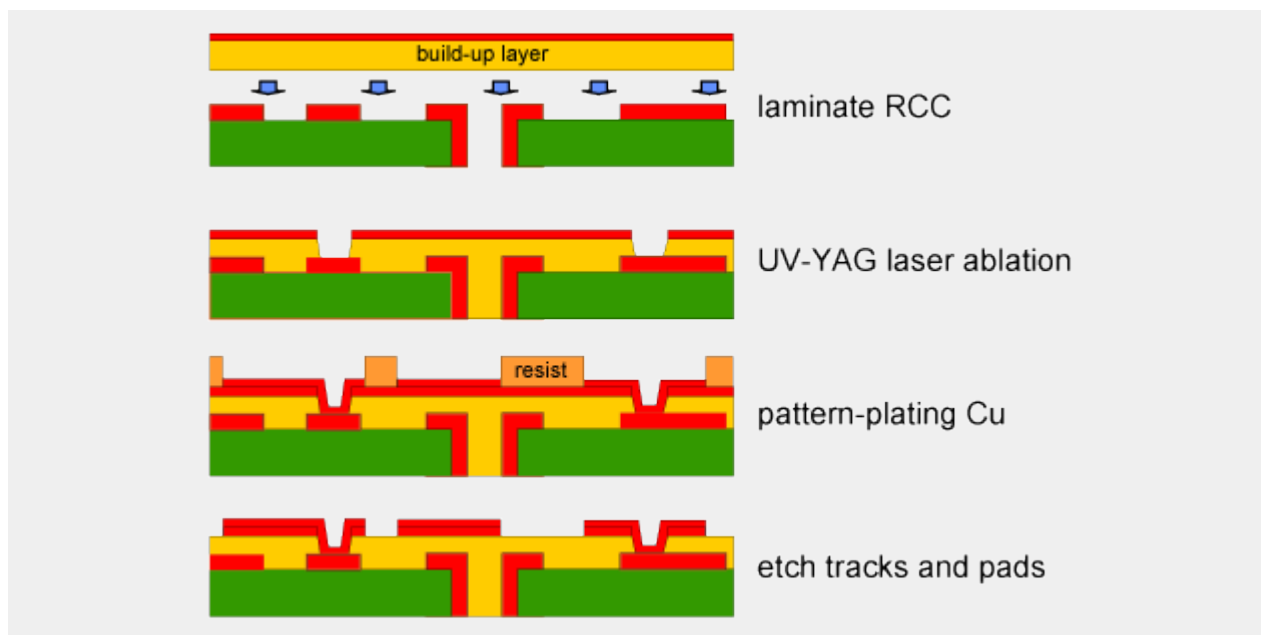 build-up layer
laminate RCC
UV-YAG laser ablation
resist
pattern-plating Cu
etch tracks and pads